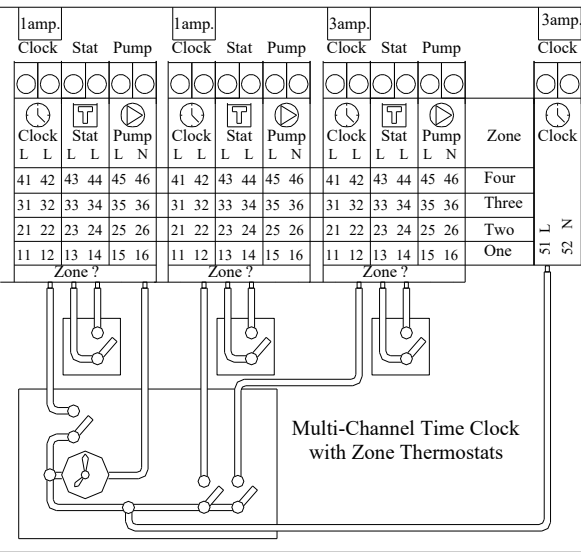 1amp. 1amp. 3amp. 3amp.
Clock Stat Pump Clock Stat Pump Clock Stat Pump Clock
T T T
Clock Stat Pump Clock Stat Pump Clock Stat Pump Zone Clock
L L L L L N L L L L L N L L L L L N
41 42 43 44 45 46 41 42 43 44 45 46 41 42 43 44 45 46 Four
31 32 33 34 35 36 31 32 33 34 35 36 31 32 33 34 35 36 Three
21 22 23 24 25 26 21 22 23 24 25 26 21 22 23 24 25 26 Two
11 12 13 14 15 16 11 12 13 14 15 16 11 12 13 14 15 16 One
51 L
52 N
Zone ? Zone ? Zone ?
Multi-Channel Time Clock
with Zone Thermostats